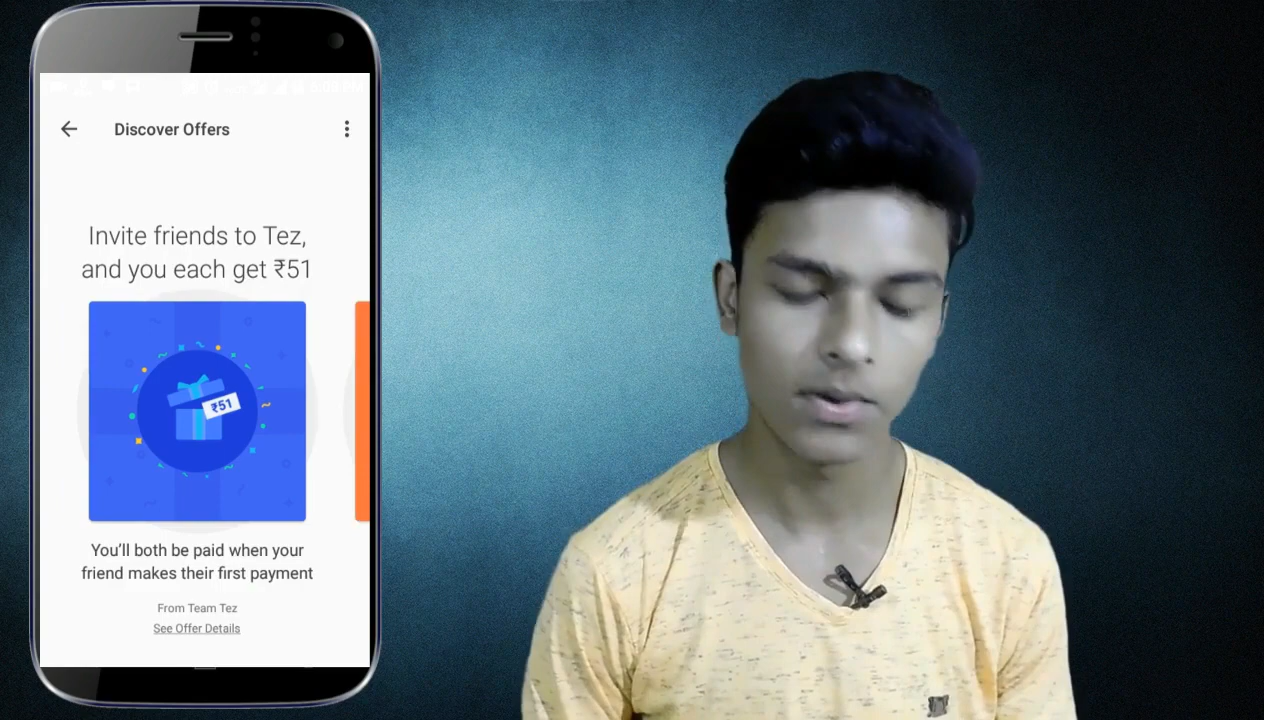 Discover Offers
Invite friends to Tez,
and you each get ₹51
₹51
You'll both be paid when your
friend makes their first payment
From Team Tez
See Offer Details